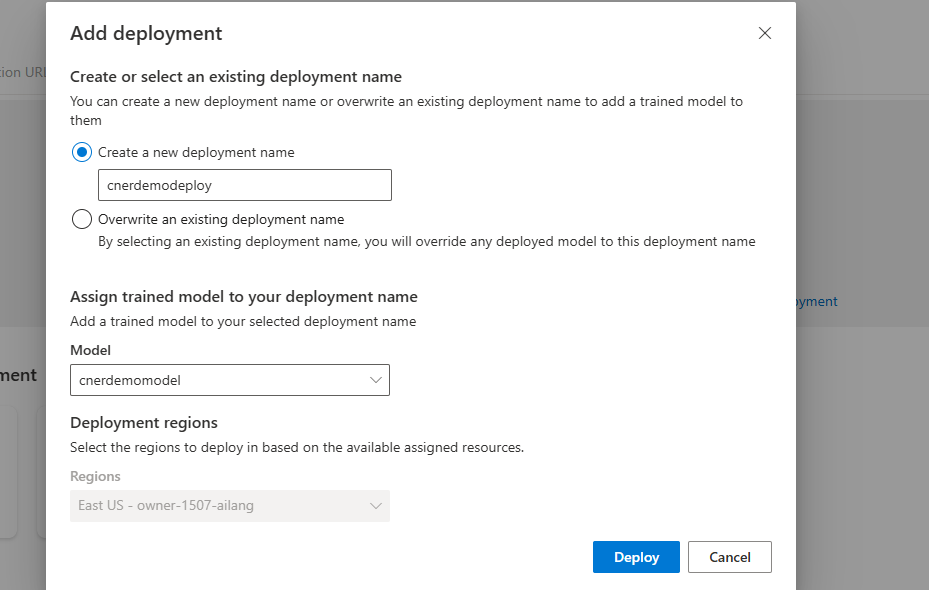 Add deployment
Create or select an existing deployment name
You can create a new deployment name or overwrite an existing deployment name to add a trained model to
them
Create a new deployment name
cnerdemodeploy
Overwrite an existing deployment name
By selecting an existing deployment name, you will override any deployed model to this deployment name
Assign trained model to your deployment name
Add a trained model to your selected deployment name
Model
cnerdemomodel
Deployment regions
Select the regions to deploy in based on the available assigned resources.
Regions
East US - owner-1507-ailang
Deploy Cancel